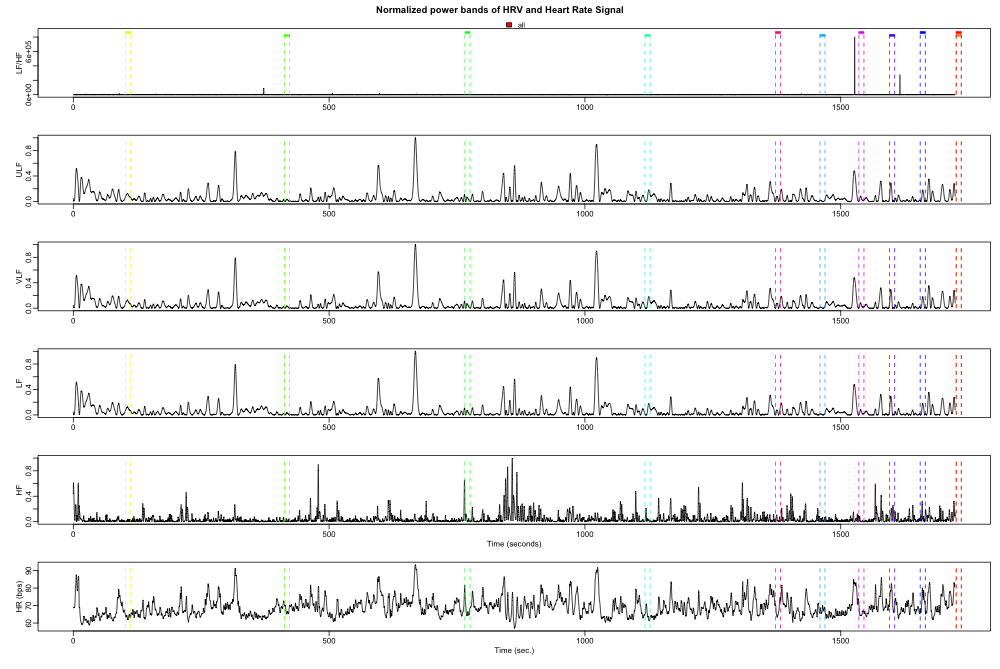 Normalized power bands of HRV and Heart Rate Signal
all
LF/HF
0e+00 6e+05
0 500 1000 1500
ULF
0.0 0.4 0.8
0 500 1000 1500
VLF
0.0 0.4 0.8
0 500 1000 1500
LF
0.0 0.4 0.8
0 500 1000 1500
HF
0.0 0.4 0.8
0 500 1000 1500
Time (seconds)
HR (bps)
60 70 80 90
0 500 1000 1500
Time (sec.)